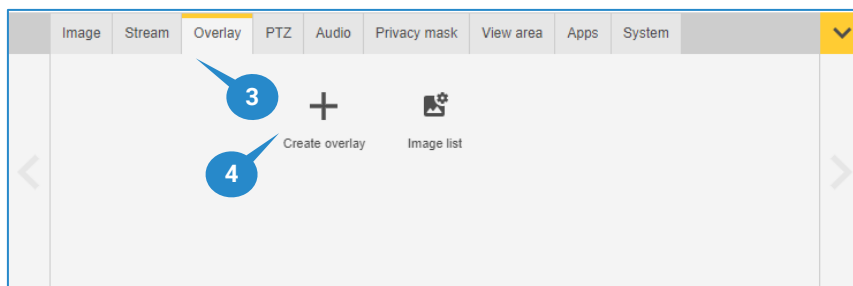 Image Stream Overlay PTZ Audio Privacy mask View area Apps System
3
Create overlay Image list
4